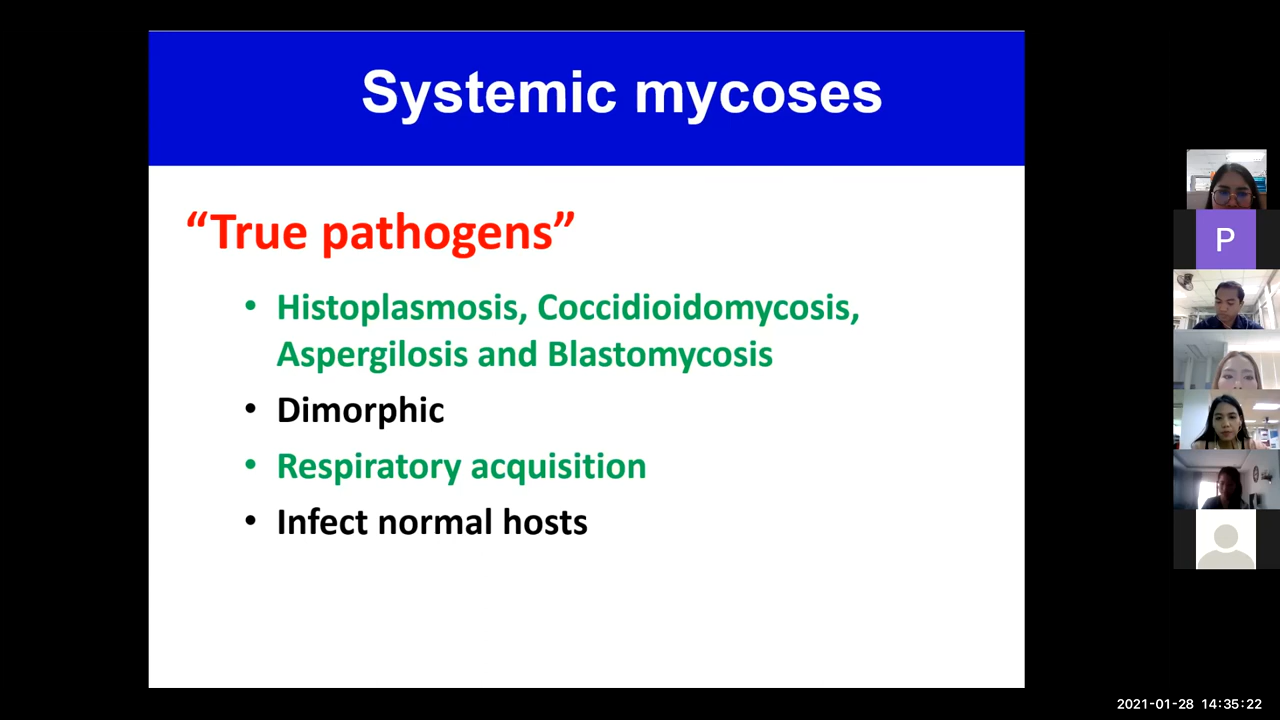 Systemic mycoses
“True pathogens”
• Histoplasmosis, Coccidioidomycosis,
Aspergilosis and Blastomycosis
• Dimorphic
• Respiratory acquisition
• Infect normal hosts
P
2021-01-28 14:35:22